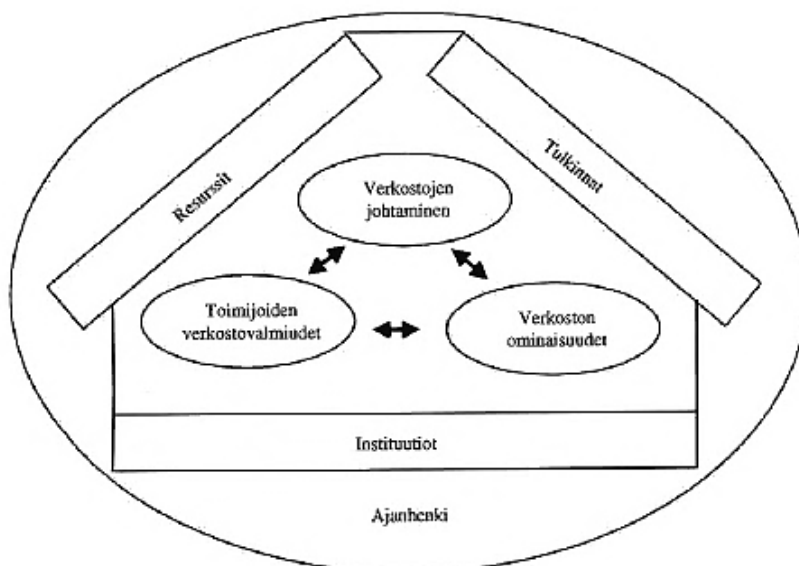 Resurssit
Tulkinnat
Verkostojen
johtaminen
Toimijoiden
verkostovalmiudet
Verkoston
ominaisuudet
Instituutiot
Ajanhenki